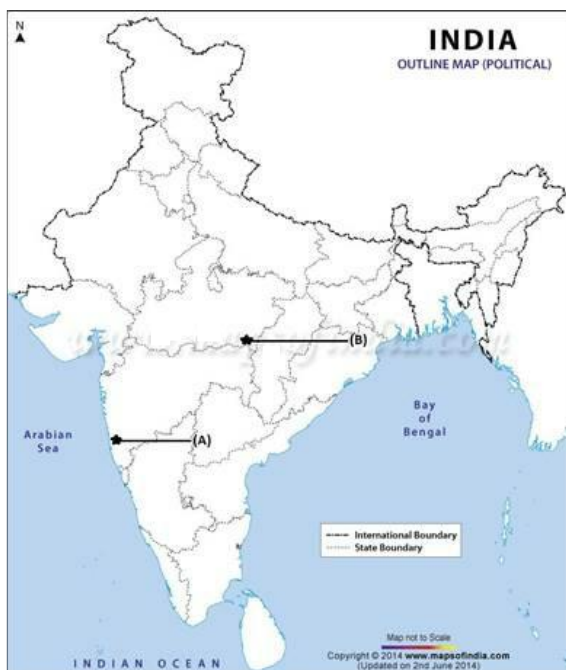 N
INDIA
OUTLINE MAP (POLITICAL)
(B)
Arabian
Sea
(A)
Bay
of
Bengal
International Boundary
State Boundary
Map not to Scale
Copyright © 2014 www.mapsofindia.com
(Updated on 2nd June 2014)
INDIAN OCEAN